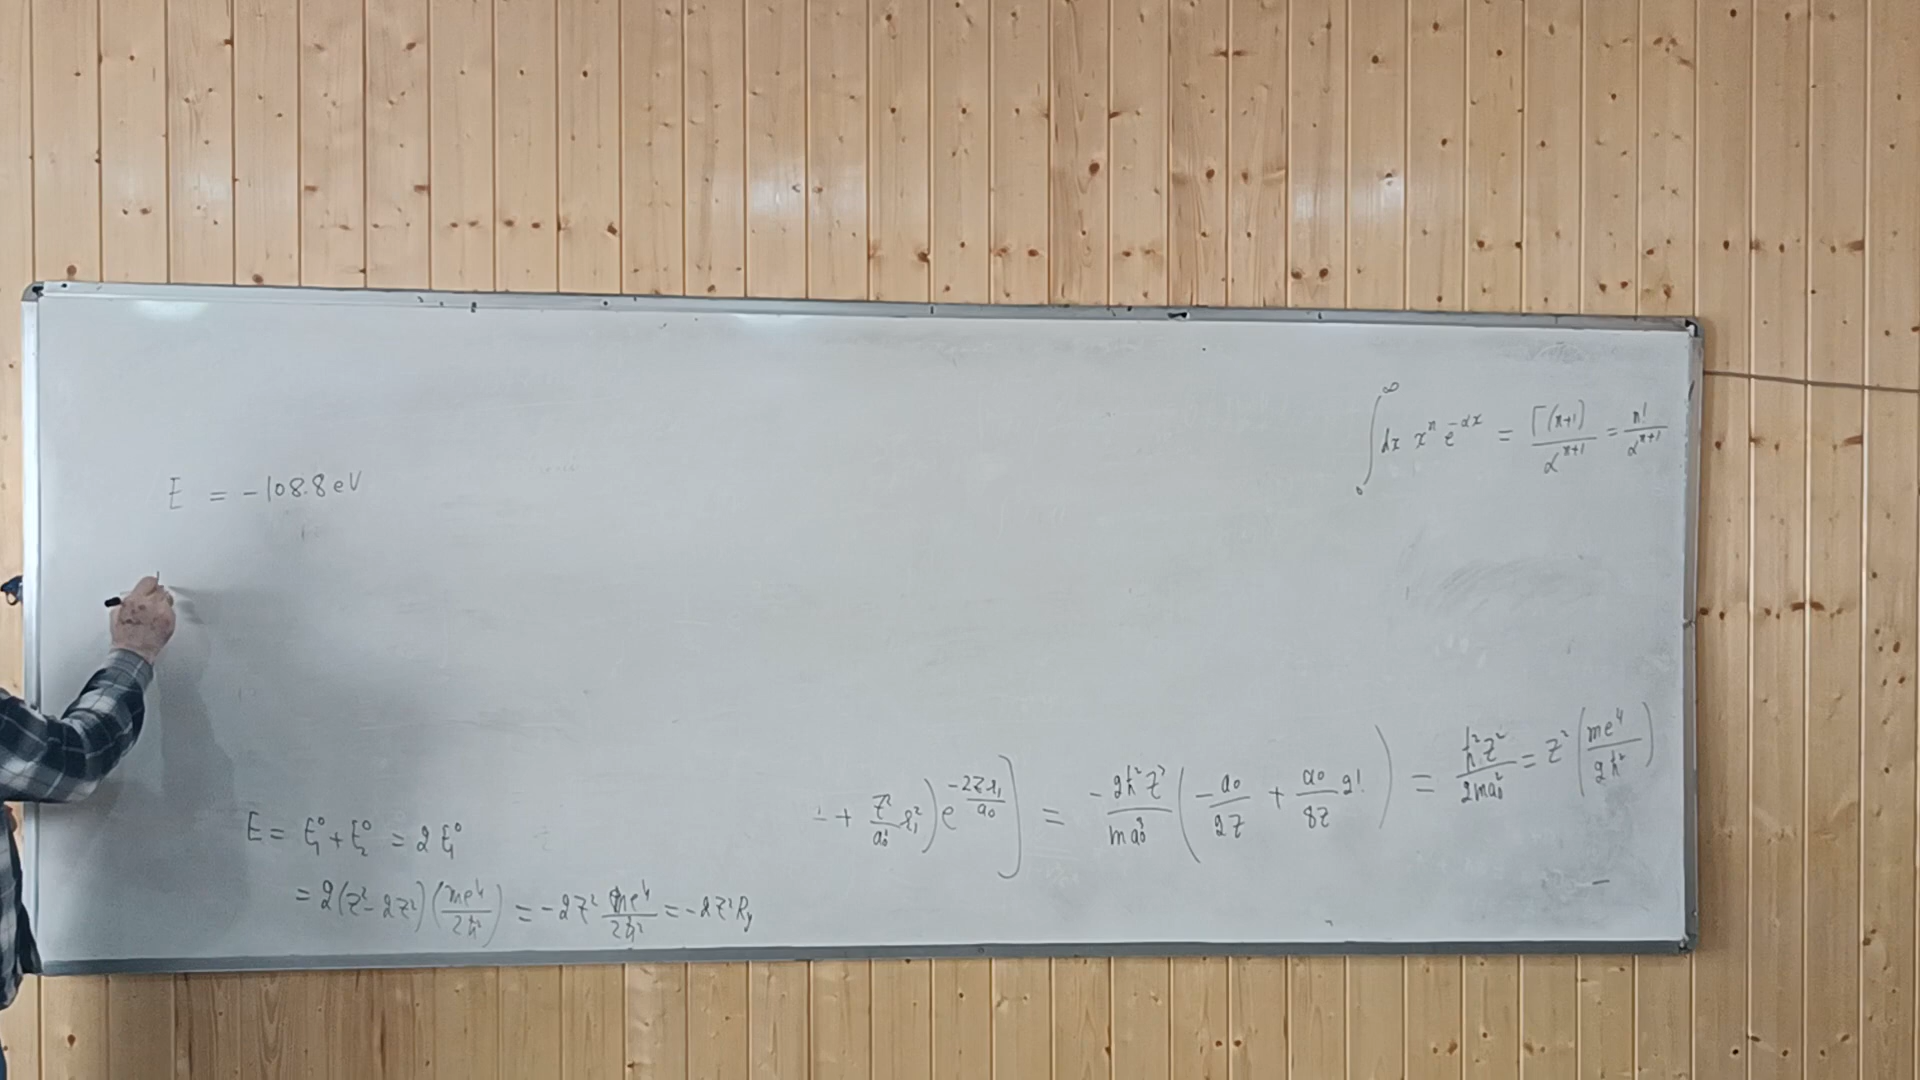 ∫₀^∞ dx xⁿ e^{-αx} = Γ(n+1)/α^{n+1} = n!/α^{n+1}
E = -108.8 eV
+ Z²/a₀² r₁²) e^{-2Zr₁/a₀}] = -2ħ²Z³/ma₀³ (-a₀/2Z + a₀/8Z 2!) = ħ²Z²/2ma₀² = Z² (me⁴/2ħ²)
E = E₁⁰ + E₂⁰ = 2E₁⁰
= 2(Z² - 2Z²)(me⁴/2ħ²) = -2Z² me⁴/2ħ² = -2Z² Ry